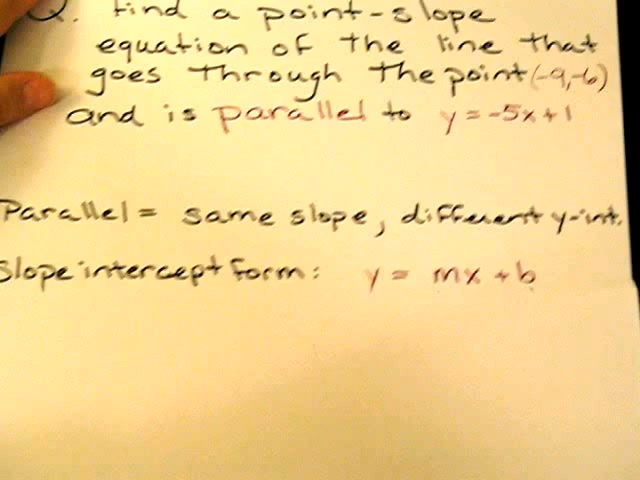 Q. find a point-slope
equation of the line that
goes through the point (-9,-6)
and is parallel to y = -5x + 1
Parallel = same slope, different y-int.
Slope intercept form: y = mx + b